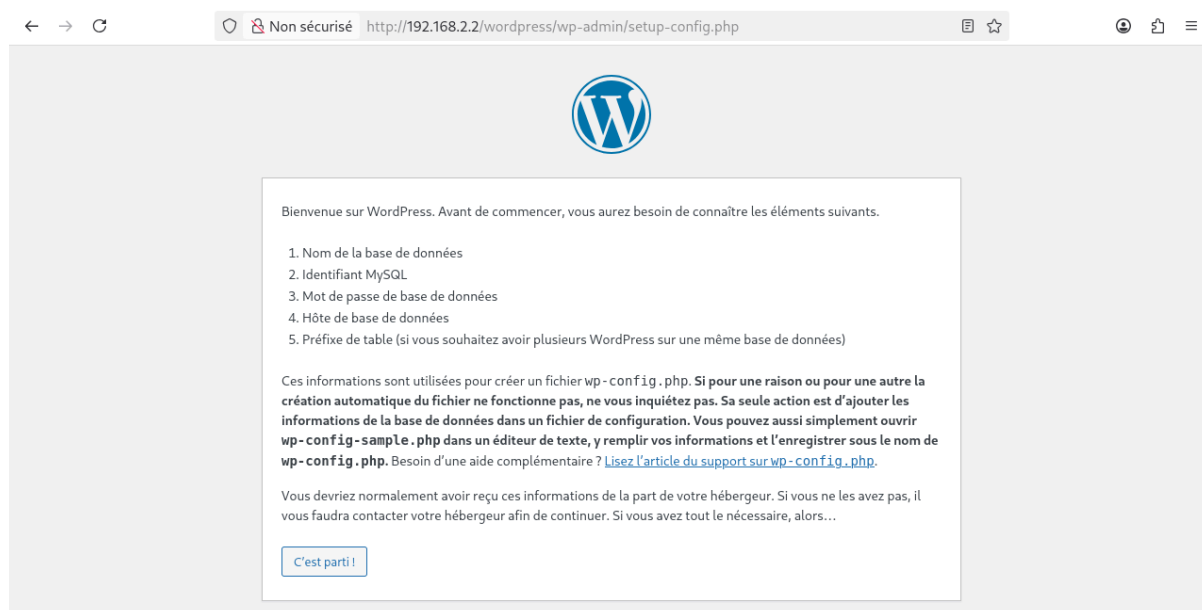 Non sécurisé http://192.168.2.2/wordpress/wp-admin/setup-config.php
Bienvenue sur WordPress. Avant de commencer, vous aurez besoin de connaître les éléments suivants.
1. Nom de la base de données
2. Identifiant MySQL
3. Mot de passe de base de données
4. Hôte de base de données
5. Préfixe de table (si vous souhaitez avoir plusieurs WordPress sur une même base de données)
Ces informations sont utilisées pour créer un fichier wp-config.php. Si pour une raison ou pour une autre la
création automatique du fichier ne fonctionne pas, ne vous inquiétez pas. Sa seule action est d’ajouter les
informations de la base de données dans un fichier de configuration. Vous pouvez aussi simplement ouvrir
wp-config-sample.php dans un éditeur de texte, y remplir vos informations et l’enregistrer sous le nom de
wp-config.php. Besoin d’une aide complémentaire ? Lisez l’article du support sur wp-config.php.
Vous devriez normalement avoir reçu ces informations de la part de votre hébergeur. Si vous ne les avez pas, il
vous faudra contacter votre hébergeur afin de continuer. Si vous avez tout le nécessaire, alors…
C’est parti !